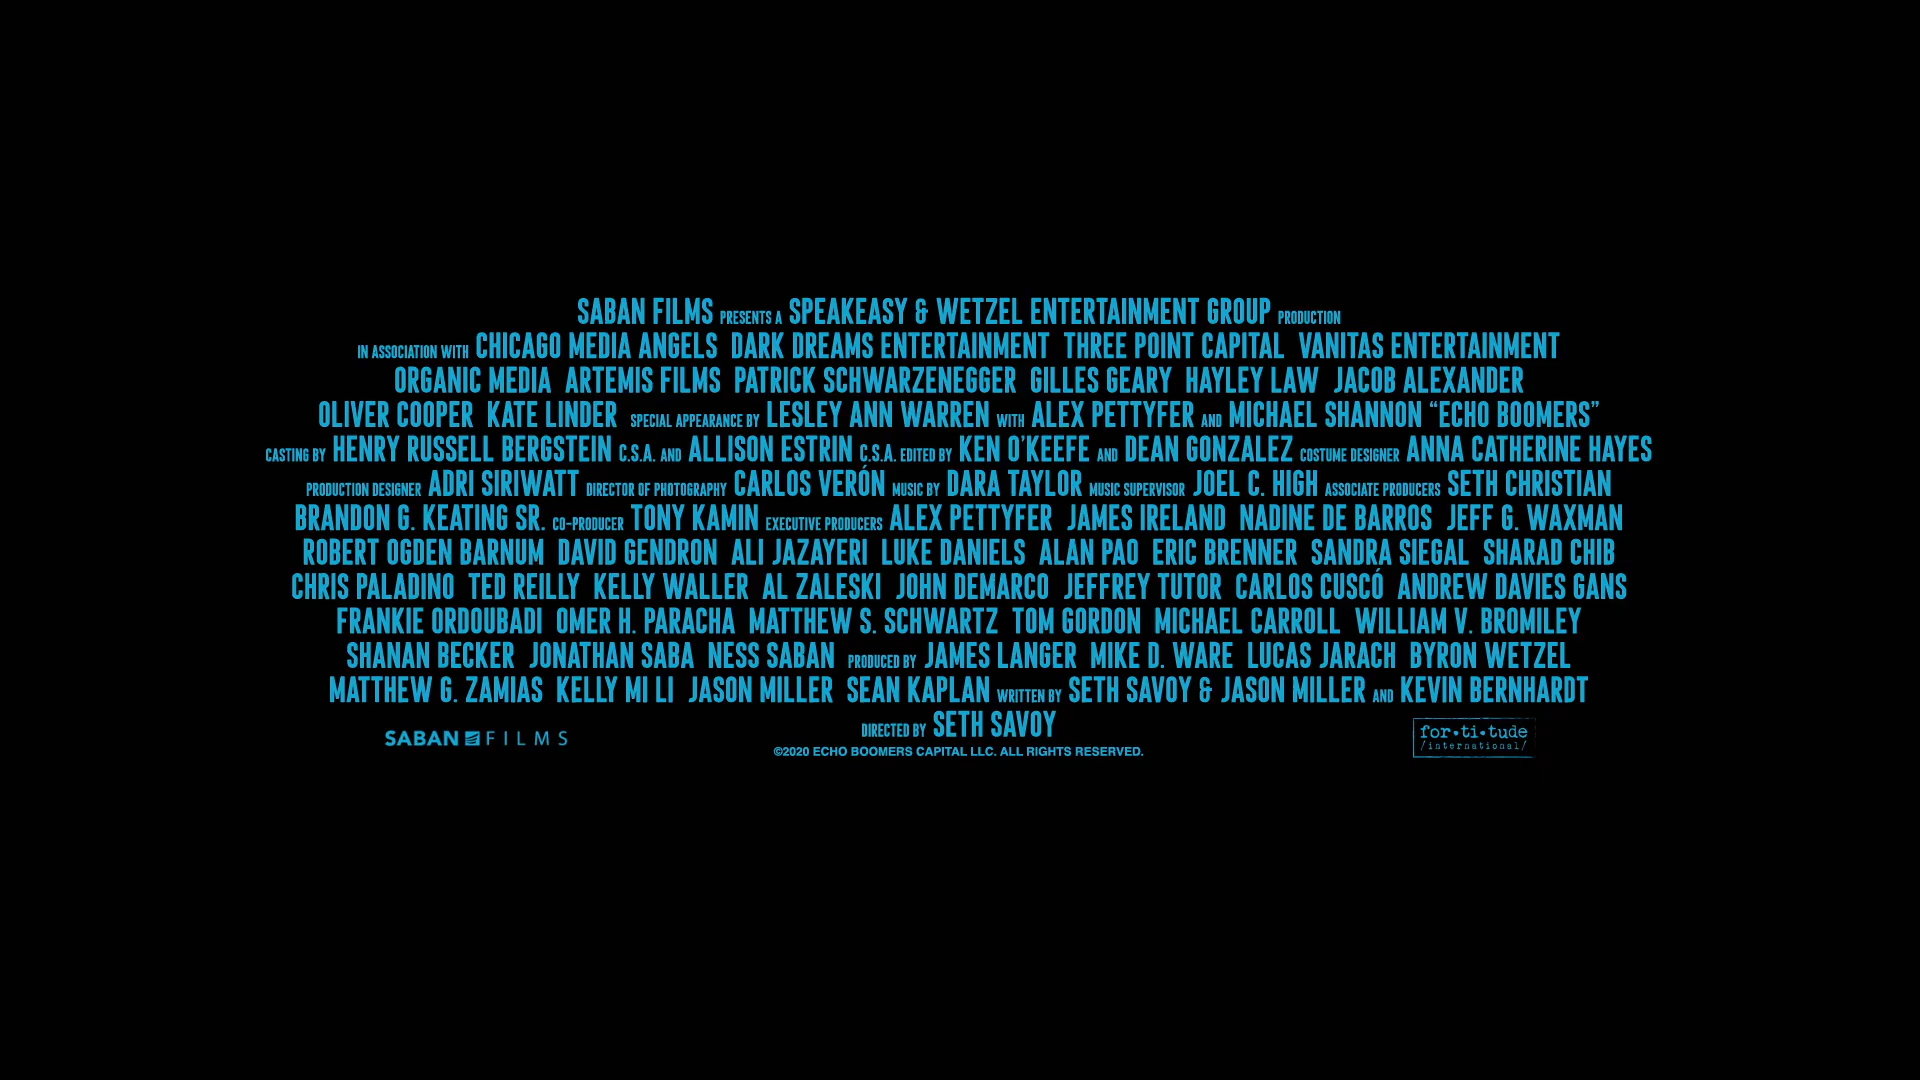 SABAN FILMS PRESENTS A SPEAKEASY & WETZEL ENTERTAINMENT GROUP PRODUCTION
IN ASSOCIATION WITH CHICAGO MEDIA ANGELS DARK DREAMS ENTERTAINMENT THREE POINT CAPITAL VANITAS ENTERTAINMENT
ORGANIC MEDIA ARTEMIS FILMS PATRICK SCHWARZENEGGER GILLES GEARY HAYLEY LAW JACOB ALEXANDER
OLIVER COOPER KATE LINDER SPECIAL APPEARANCE BY LESLEY ANN WARREN WITH ALEX PETTYFER AND MICHAEL SHANNON “ECHO BOOMERS”
CASTING BY HENRY RUSSELL BERGSTEIN C.S.A. AND ALLISON ESTRIN C.S.A. EDITED BY KEN O'KEEFE AND DEAN GONZALEZ COSTUME DESIGNER ANNA CATHERINE HAYES
PRODUCTION DESIGNER ADRI SIRIWATT DIRECTOR OF PHOTOGRAPHY CARLOS VERÓN MUSIC BY DARA TAYLOR MUSIC SUPERVISOR JOEL C. HIGH ASSOCIATE PRODUCERS SETH CHRISTIAN
BRANDON G. KEATING SR. CO-PRODUCER TONY KAMIN EXECUTIVE PRODUCERS ALEX PETTYFER JAMES IRELAND NADINE DE BARROS JEFF G. WAXMAN
ROBERT OGDEN BARNUM DAVID GENDRON ALI JAZAYERI LUKE DANIELS ALAN PAO ERIC BRENNER SANDRA SIEGAL SHARAD CHIB
CHRIS PALADINO TED REILLY KELLY WALLER AL ZALESKI JOHN DEMARCO JEFFREY TUTOR CARLOS CUSCÓ ANDREW DAVIES GANS
FRANKIE ORDOUBADI OMER H. PARACHA MATTHEW S. SCHWARTZ TOM GORDON MICHAEL CARROLL WILLIAM V. BROMILEY
SHANAN BECKER JONATHAN SABA NESS SABAN PRODUCED BY JAMES LANGER MIKE D. WARE LUCAS JARACH BYRON WETZEL
MATTHEW G. ZAMIAS KELLY MI LI JASON MILLER SEAN KAPLAN WRITTEN BY SETH SAVOY & JASON MILLER AND KEVIN BERNHARDT
DIRECTED BY SETH SAVOY
SABAN FILMS
©2020 ECHO BOOMERS CAPITAL LLC. ALL RIGHTS RESERVED.
for•ti•tude
/international/